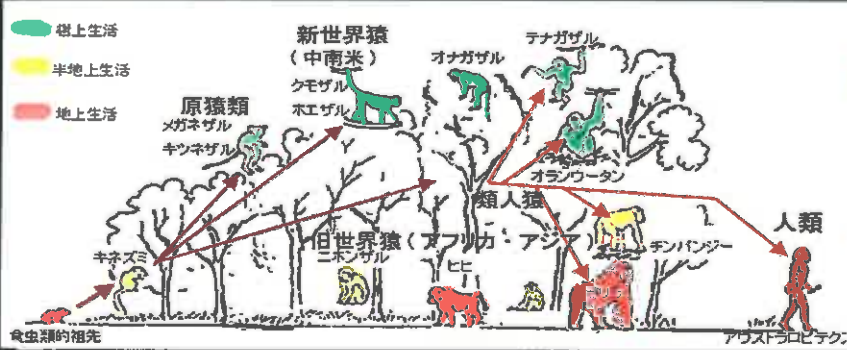 樹上生活
半地上生活
地上生活
新世界猿
(中南米)
クモザル
ホエザル
原猿類
メガネザル
キツネザル
オナガザル
テナガザル
オランウータン
類人猿
旧世界猿(アフリカ・アジア)
キネズミ
ニホンザル
ヒヒ
チンパンジー
人類
食虫類的祖先
アウストラロピテクス